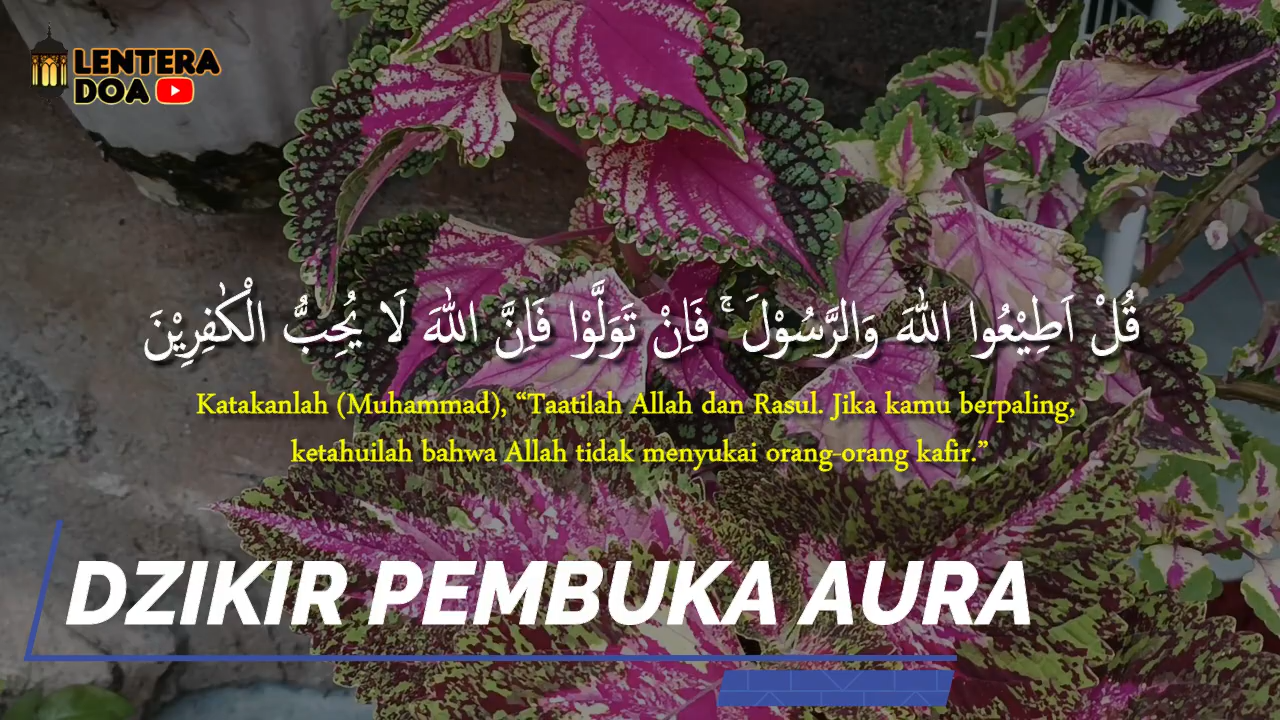 LENTERA
DOA
قُلْ اَطِيْعُوا اللّٰهَ وَالرَّسُوْلَ ۚ فَاِنْ تَوَلَّوْا فَاِنَّ اللّٰهَ لَا يُحِبُّ الْكٰفِرِيْنَ
Katakanlah (Muhammad), “Taatilah Allah dan Rasul. Jika kamu berpaling,
ketahuilah bahwa Allah tidak menyukai orang-orang kafir.”
DZIKIR PEMBUKA AURA